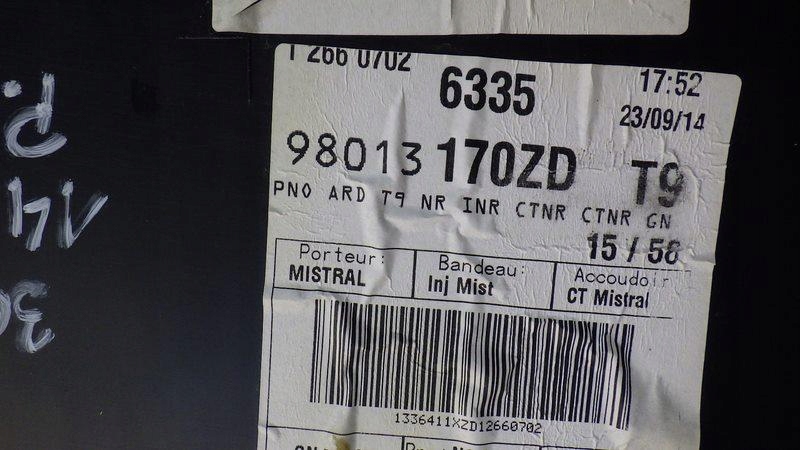 1 266 0702
6335
17:52
23/09/14
98013 170ZD T9
PNO ARD T9 NR INR CTNR CTNR GN
15 / 58
Porteur: Bandeau: Accoudoir
MISTRAL Inj Mist CT Mistral
1336411XZD12660702